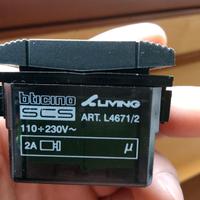 bticino LIVING
SCS ART. L4671/2
110÷230V~
2A μ